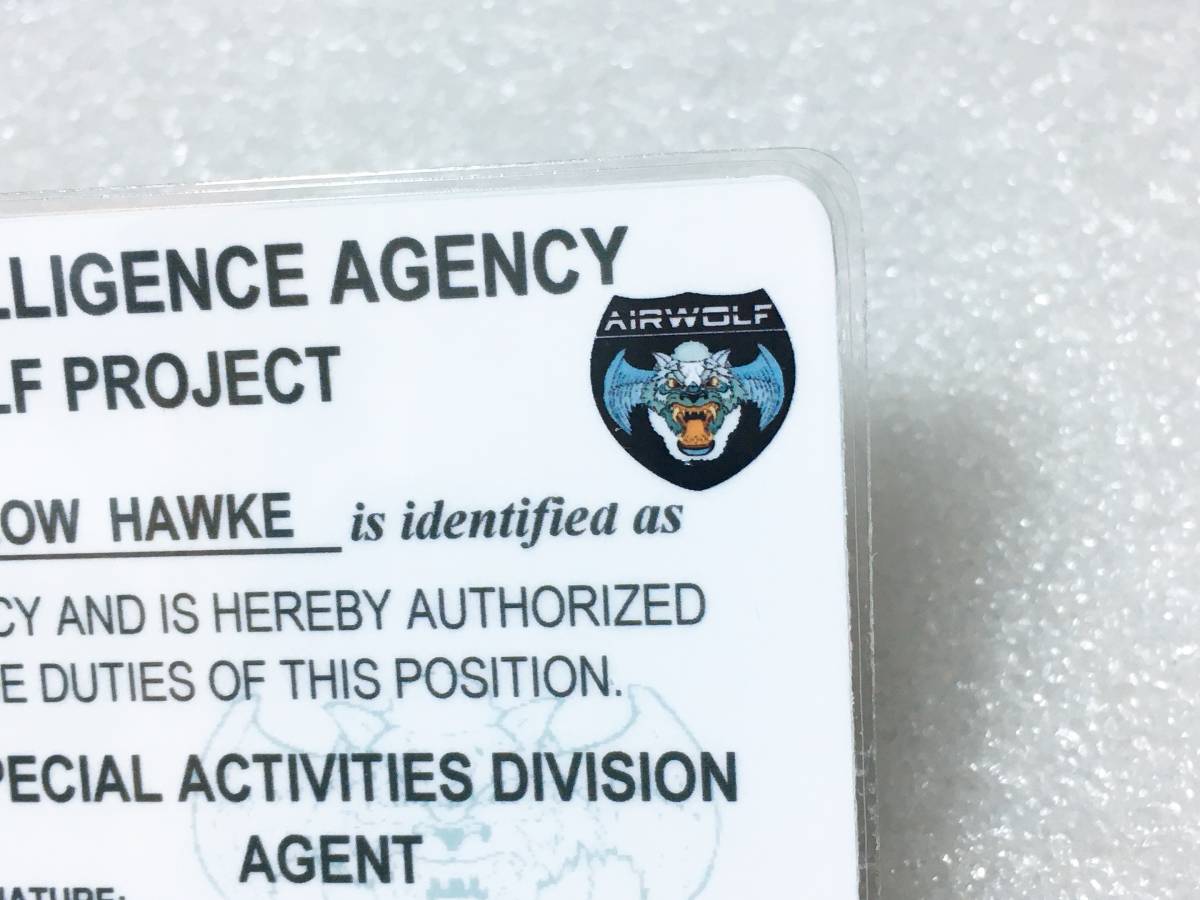 LLIGENCE AGENCY
AIRWOLF
LF PROJECT
OW HAWKE is identified as
CY AND IS HEREBY AUTHORIZED
E DUTIES OF THIS POSITION.
PECIAL ACTIVITIES DIVISION
AGENT
NATURE: